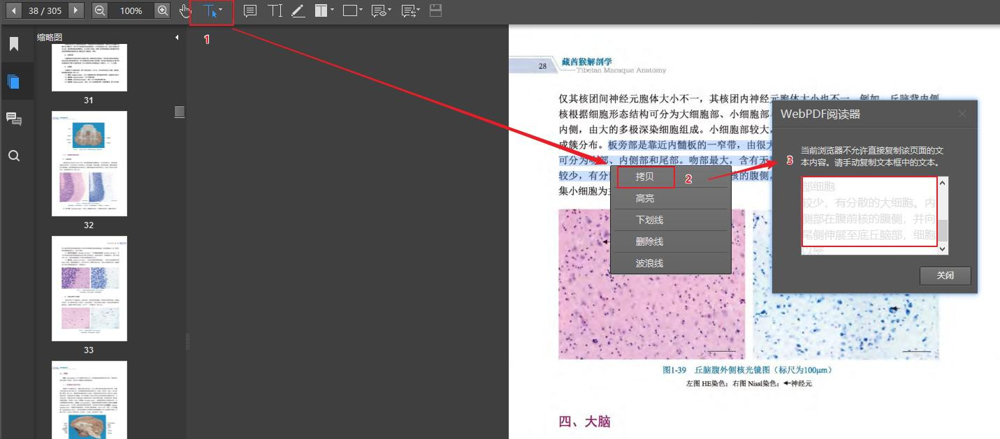 38 / 305
100%
1
缩略图
31
32
33
28
藏酋猴解剖学
Tibetan Macaque Anatomy
仅其核团间神经元胞体大小不一，其核团内神经元胞体大小也不一，例如，丘脑背内侧
核根据细胞形态结构可分为大细胞部、小细胞部
内侧，由大的多极深染细胞组成。小细胞部较大，
成簇分布。板旁部是靠近内髓板的一窄带，由很大
可分为吻部、内侧部和尾部。吻部最大，含有
较少，有分
核的腹侧，
集小细胞为
拷贝
2
高亮
下划线
删除线
波浪线
WebPDF阅读器
3
当前浏览器不允许直接复制该页面的文
本内容。请手动复制文本框中的文本。
部细胞
较少，有分散的大细胞。内
侧部在腹前核的腹侧，并向
尾侧伸展至底丘脑部，细胞
以密
关闭
图1-39 丘脑腹外侧核光镜图（标尺为100μm）
左图 HE染色；右图 Nissl染色；←神经元
四、大脑